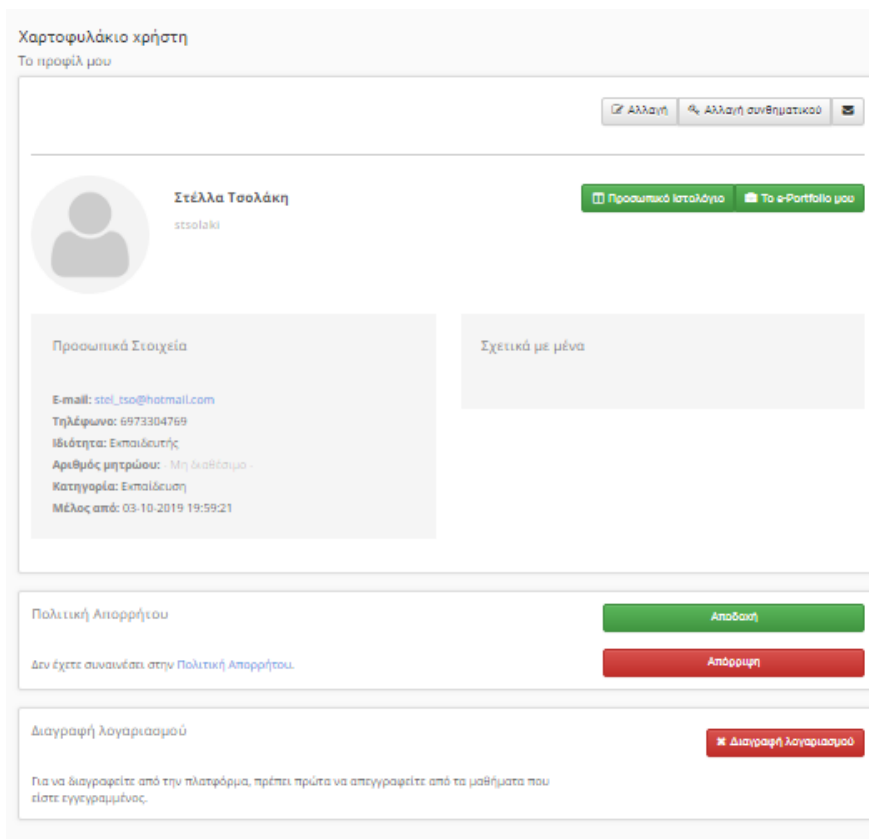 Χαρτοφυλάκιο χρήστη
Το προφίλ μου
Αλλαγή Αλλαγή συνθηματικού
Στέλλα Τσολάκη
stsolaki
Προσωπικό Ιστολόγιο Το e-Portfolio μου
Προσωπικά Στοιχεία
E-mail: stel_tso@hotmail.com
Τηλέφωνο: 6973304769
Ιδιότητα: Εκπαιδευτής
Αριθμός μητρώου: - Μη διαθέσιμο -
Κατηγορία: Εκπαίδευση
Μέλος από: 03-10-2019 19:59:21
Σχετικά με μένα
Πολιτική Απορρήτου
Δεν έχετε συναινέσει στην Πολιτική Απορρήτου.
Αποδοχή
Απόρριψη
Διαγραφή λογαριασμού
Διαγραφή λογαριασμού
Για να διαγραφείτε από την πλατφόρμα, πρέπει πρώτα να απεγγραφείτε από τα μαθήματα που
είστε εγγεγραμμένος.